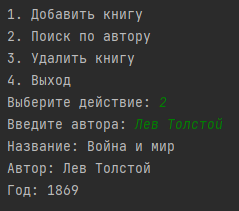 1. Добавить книгу
2. Поиск по автору
3. Удалить книгу
4. Выход
Выберите действие: 2
Введите автора: Лев Толстой
Название: Война и мир
Автор: Лев Толстой
Год: 1869